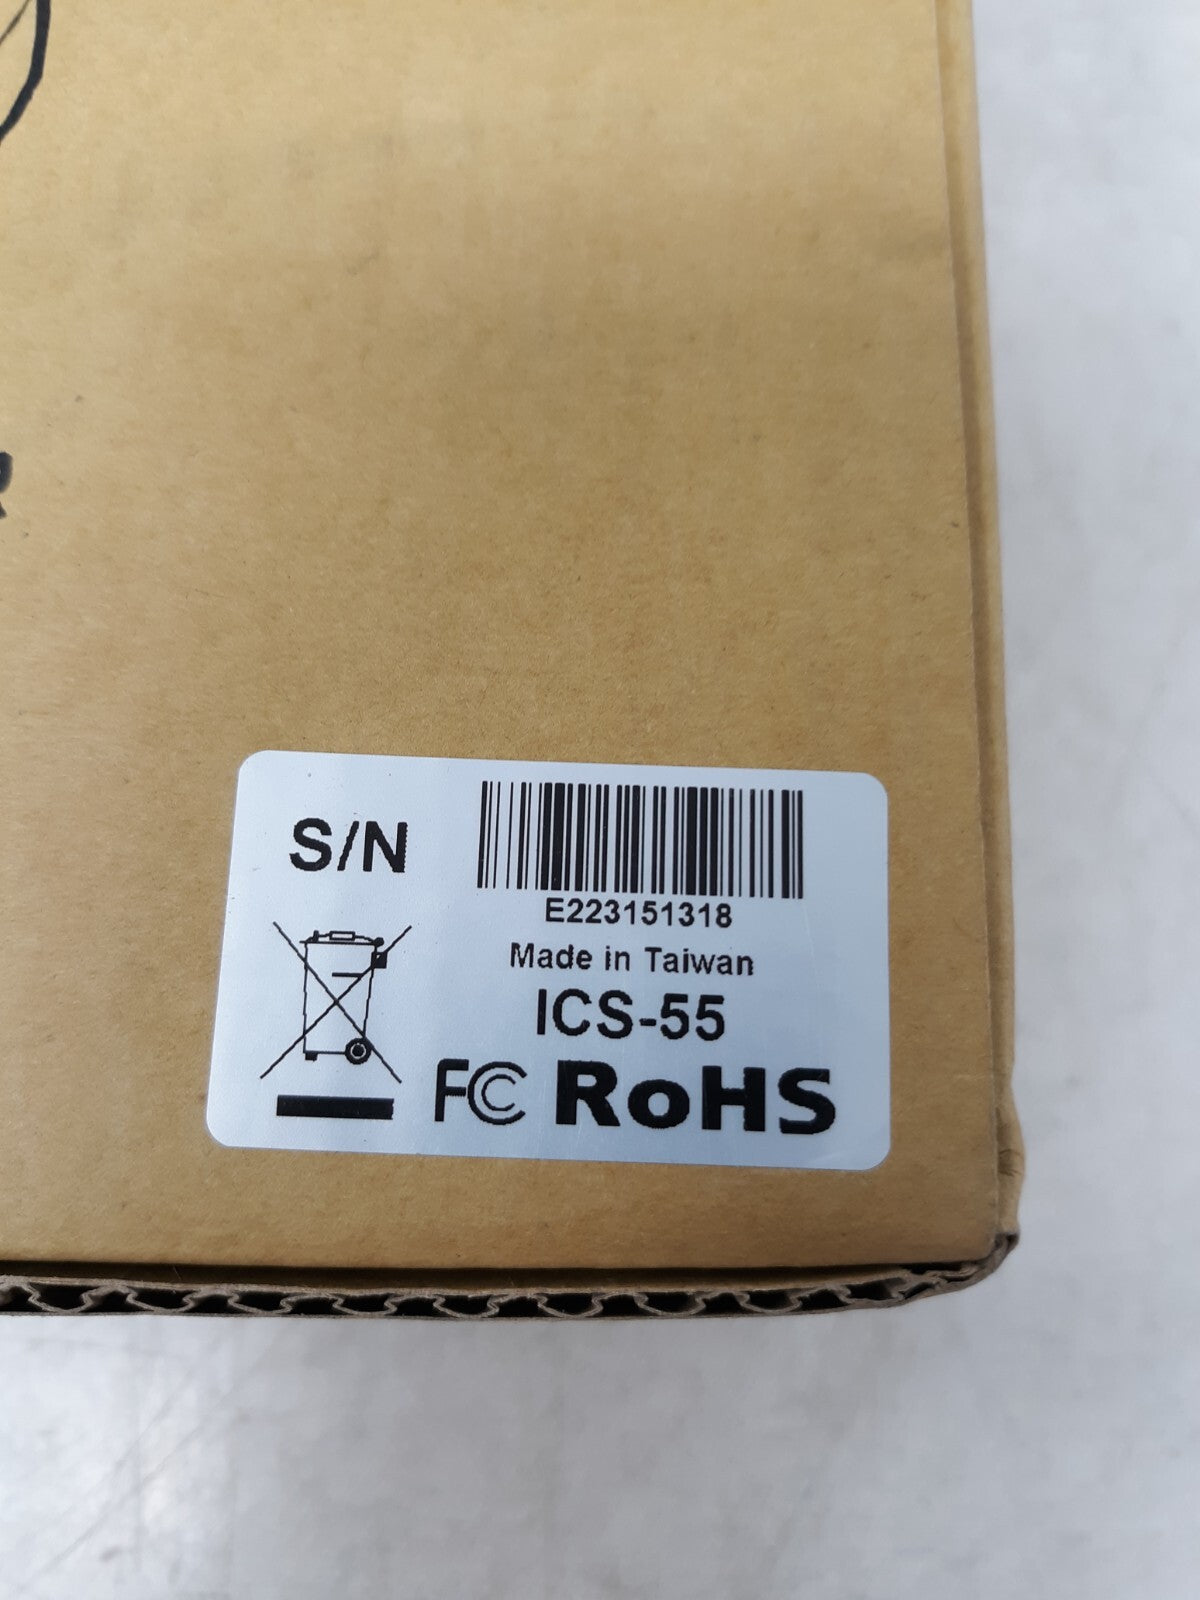 S/N
E223151318
Made in Taiwan
ICS-55
FC RoHS